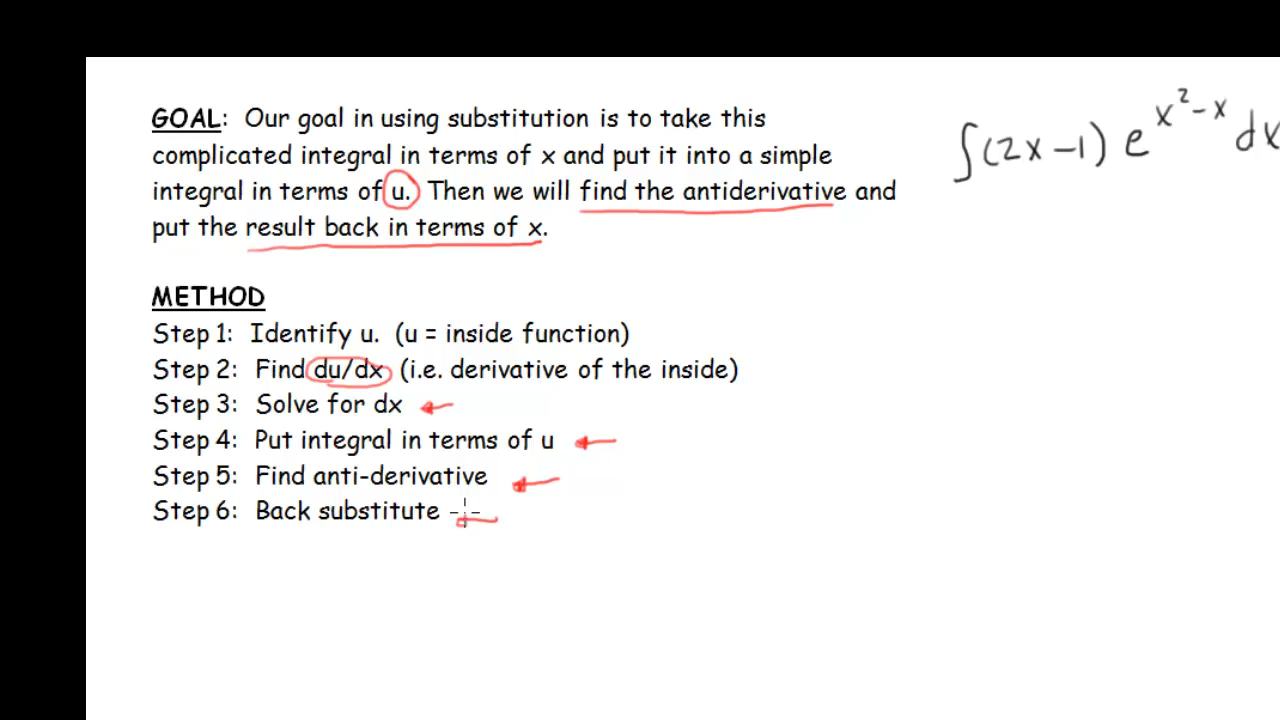 GOAL: Our goal in using substitution is to take this
complicated integral in terms of x and put it into a simple
integral in terms of u. Then we will find the antiderivative and
put the result back in terms of x.
∫(2x-1) e^{x²-x} dx
METHOD
Step 1: Identify u. (u = inside function)
Step 2: Find du/dx (i.e. derivative of the inside)
Step 3: Solve for dx
Step 4: Put integral in terms of u
Step 5: Find anti-derivative
Step 6: Back substitute